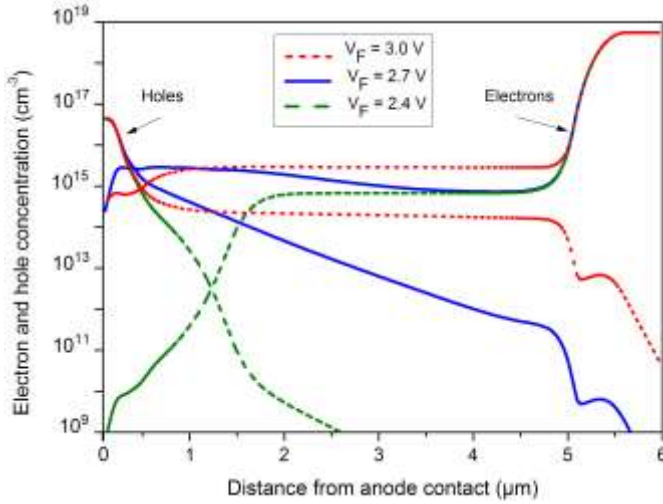 10^19
10^17
10^15
10^13
10^11
10^9
Electron and hole concentration (cm^-3)
V_F = 3.0 V
V_F = 2.7 V
V_F = 2.4 V
Holes
Electrons
0
1
2
3
4
5
6
Distance from anode contact (μm)